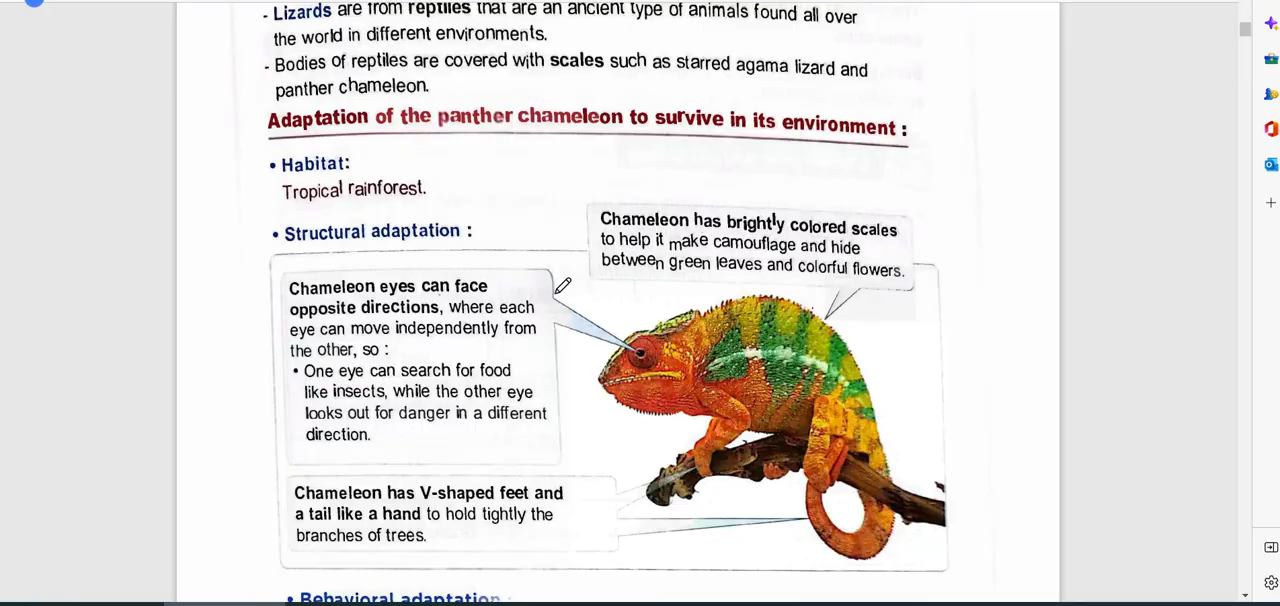 - Lizards are from reptiles that are an ancient type of animals found all over
the world in different environments.
- Bodies of reptiles are covered with scales such as starred agama lizard and
panther chameleon.
Adaptation of the panther chameleon to survive in its environment :
• Habitat:
Tropical rainforest.
• Structural adaptation :
Chameleon has brightly colored scales
to help it make camouflage and hide
between green leaves and colorful flowers.
Chameleon eyes can face
opposite directions, where each
eye can move independently from
the other, so :
• One eye can search for food
like insects, while the other eye
looks out for danger in a different
direction.
Chameleon has V-shaped feet and
a tail like a hand to hold tightly the
branches of trees.
• Behavioral adaptation :